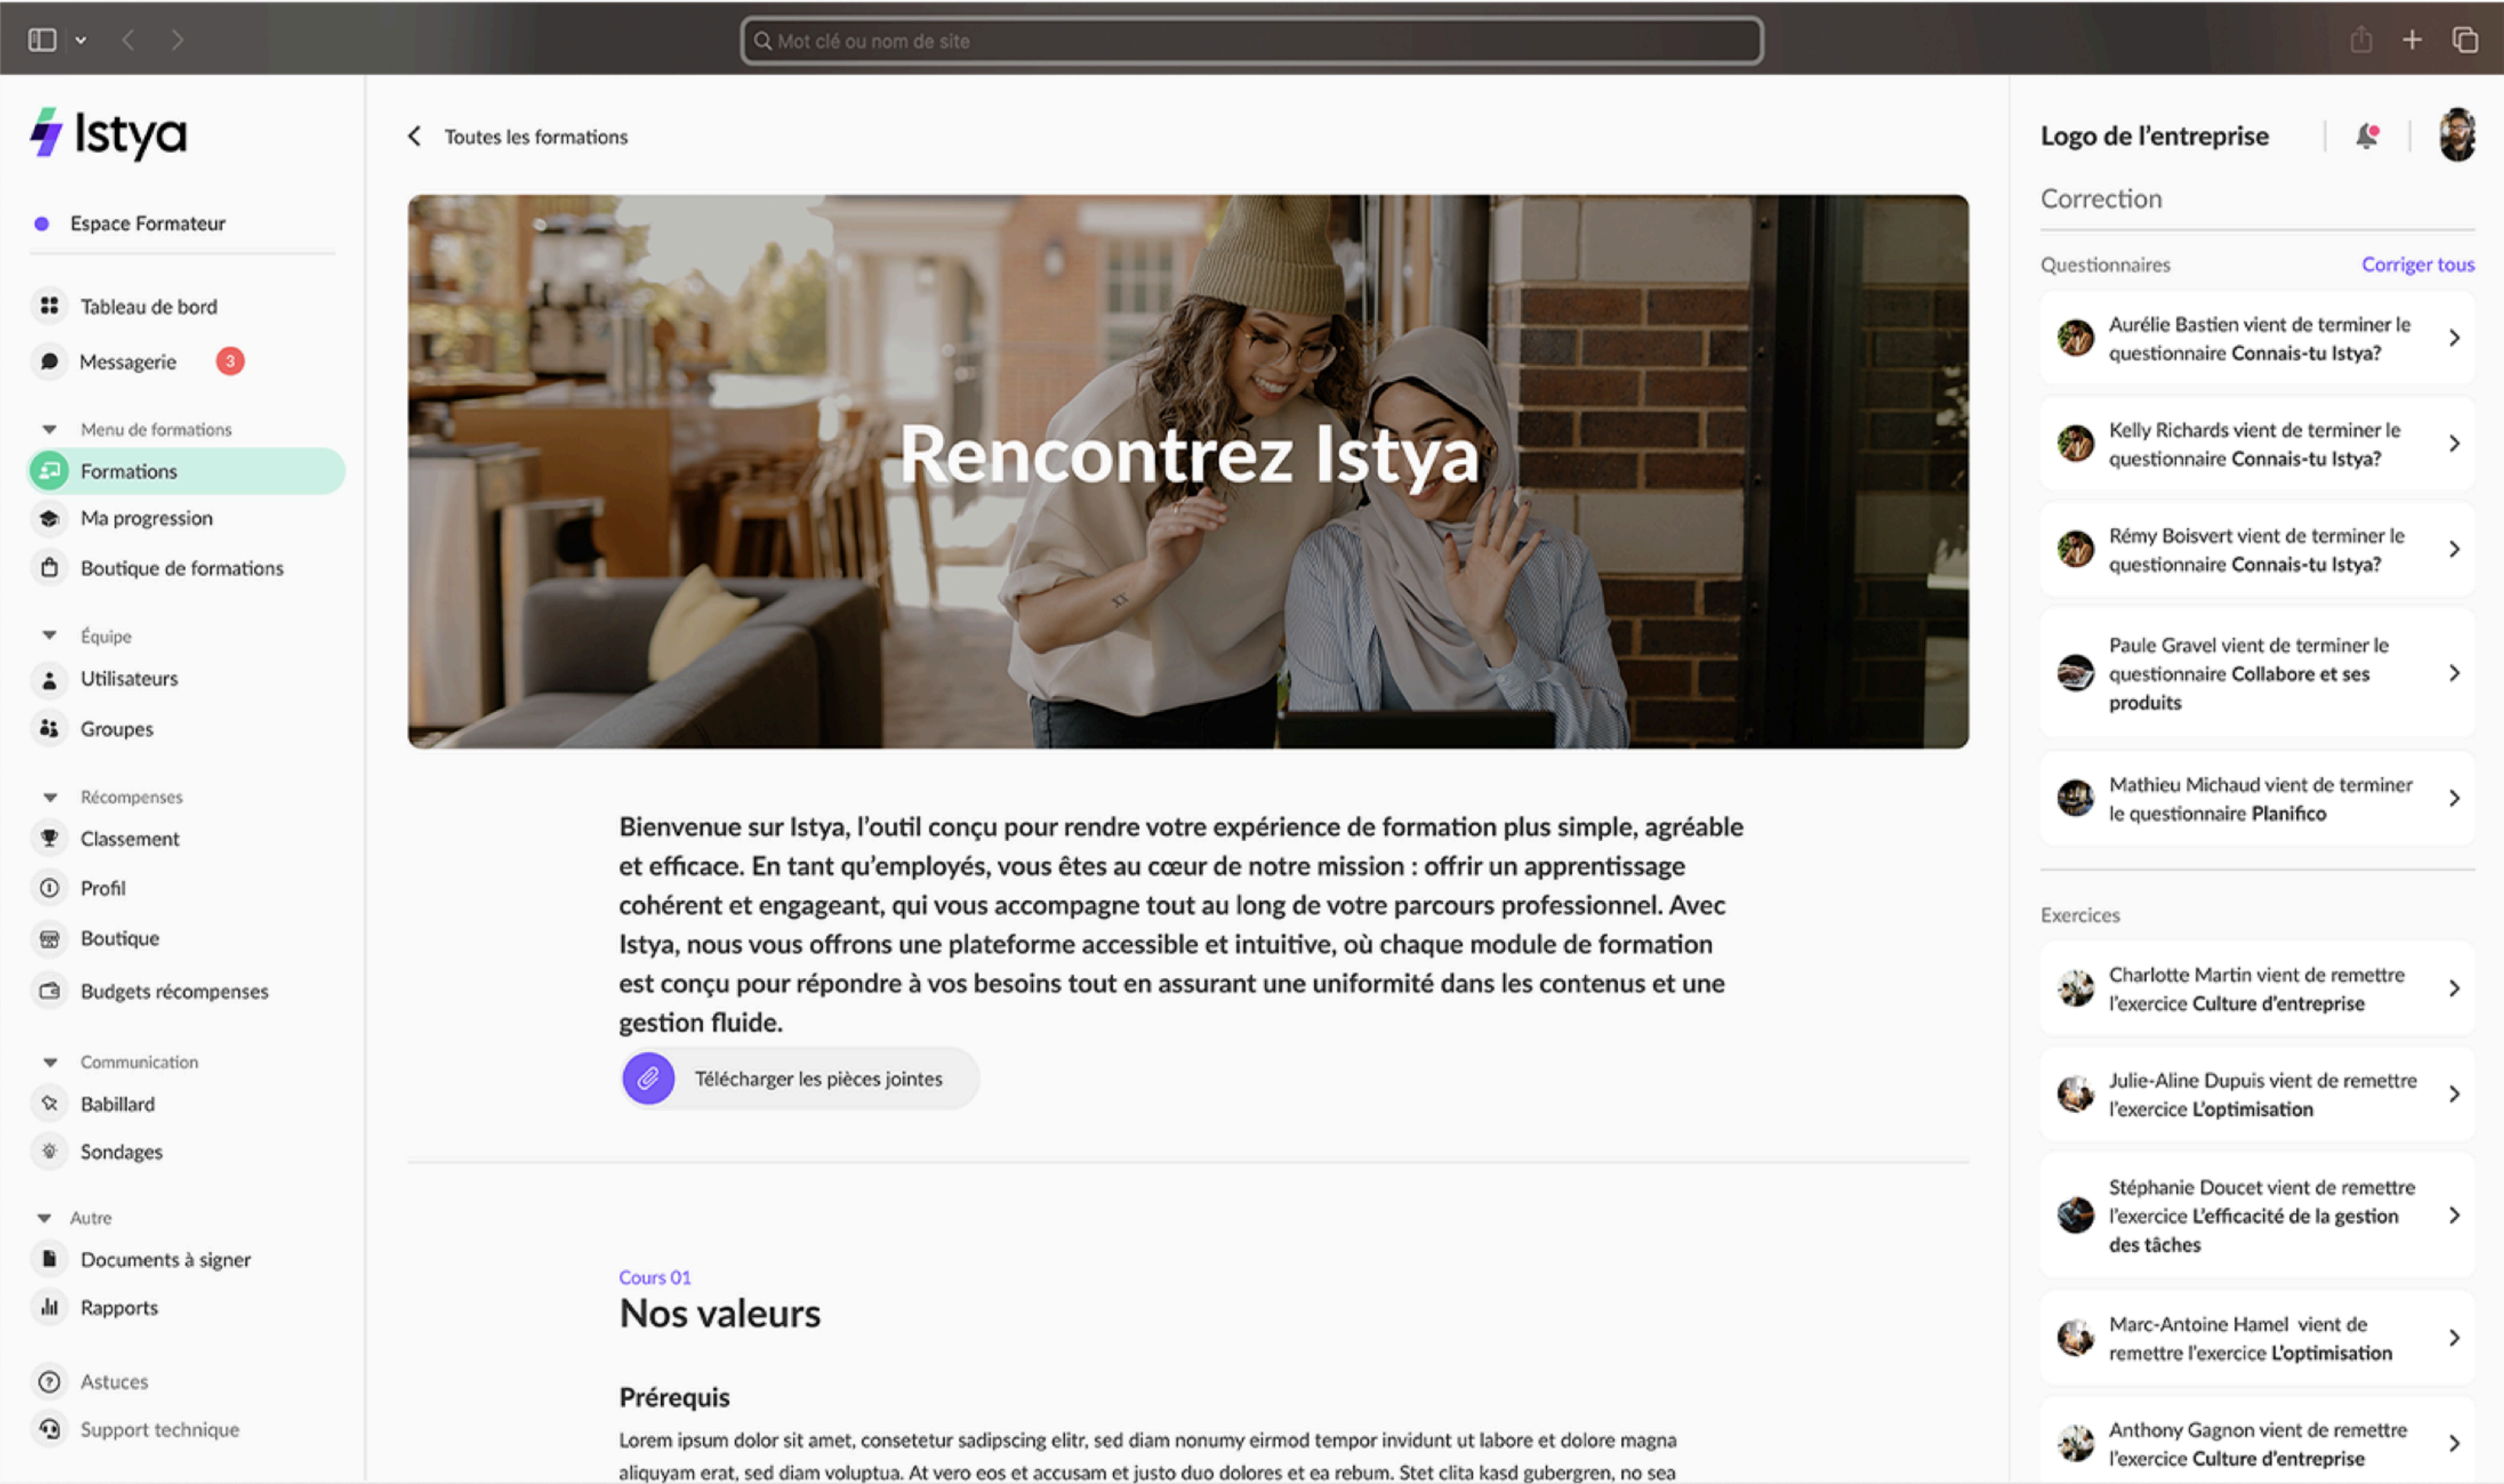 Mot clé ou nom de site
Istya
Espace Formateur
Tableau de bord
Messagerie 3
Menu de formations
Formations
Ma progression
Boutique de formations
Équipe
Utilisateurs
Groupes
Récompenses
Classement
Profil
Boutique
Budgets récompenses
Communication
Babillard
Sondages
Autre
Documents à signer
Rapports
Astuces
Support technique
Toutes les formations
Rencontrez Istya
Bienvenue sur Istya, l’outil conçu pour rendre votre expérience de formation plus simple, agréable
et efficace. En tant qu’employés, vous êtes au cœur de notre mission : offrir un apprentissage
cohérent et engageant, qui vous accompagne tout au long de votre parcours professionnel. Avec
Istya, nous vous offrons une plateforme accessible et intuitive, où chaque module de formation
est conçu pour répondre à vos besoins tout en assurant une uniformité dans les contenus et une
gestion fluide.
Télécharger les pièces jointes
Cours 01
Nos valeurs
Prérequis
Lorem ipsum dolor sit amet, consetetur sadipscing elitr, sed diam nonumy eirmod tempor invidunt ut labore et dolore magna
aliquyam erat, sed diam voluptua. At vero eos et accusam et justo duo dolores et ea rebum. Stet clita kasd gubergren, no sea
Logo de l’entreprise
Correction
Questionnaires Corriger tous
Aurélie Bastien vient de terminer le
questionnaire Connais-tu Istya?
Kelly Richards vient de terminer le
questionnaire Connais-tu Istya?
Rémy Boisvert vient de terminer le
questionnaire Connais-tu Istya?
Paule Gravel vient de terminer le
questionnaire Collabore et ses
produits
Mathieu Michaud vient de terminer
le questionnaire Planifico
Exercices
Charlotte Martin vient de remettre
l’exercice Culture d’entreprise
Julie-Aline Dupuis vient de remettre
l’exercice L’optimisation
Stéphanie Doucet vient de remettre
l’exercice L’efficacité de la gestion
des tâches
Marc-Antoine Hamel vient de
remettre l’exercice L’optimisation
Anthony Gagnon vient de remettre
l’exercice Culture d’entreprise